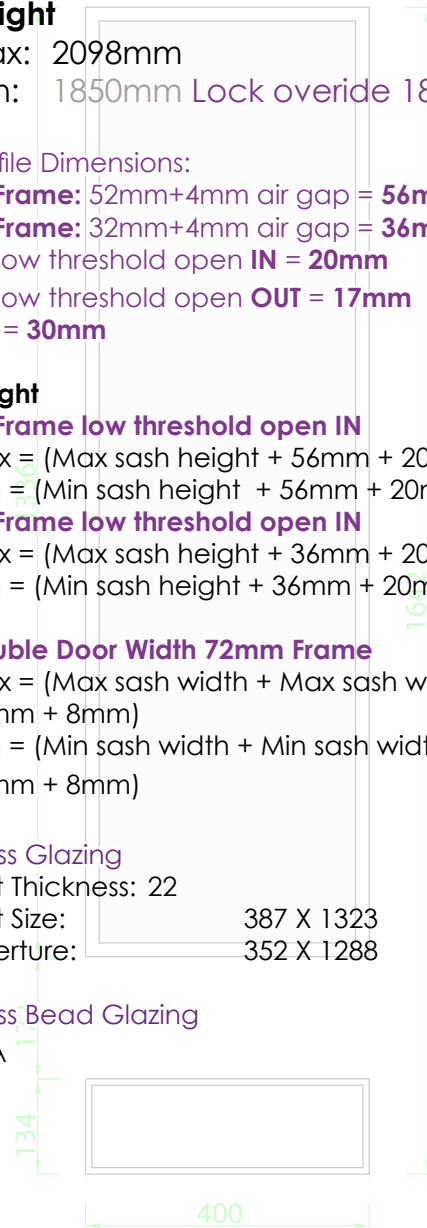 ight
ax: 2098mm
n: 1850mm Lock overide 18
file Dimensions:
Frame: 52mm+4mm air gap = 56m
Frame: 32mm+4mm air gap = 36m
ow threshold open IN = 20mm
ow threshold open OUT = 17mm
= 30mm
ght
Frame low threshold open IN
x = (Max sash height + 56mm + 20
= (Min sash height + 56mm + 20m
Frame low threshold open IN
x = (Max sash height + 36mm + 20
= (Min sash height + 36mm + 20m
1336
164
uble Door Width 72mm Frame
x = (Max sash width + Max sash w
mm + 8mm)
= (Min sash width + Min sash widt
mm + 8mm)
ss Glazing
t Thickness: 22
t Size: 387 X 1323
erture: 352 X 1288
ss Bead Glazing
A
134
400